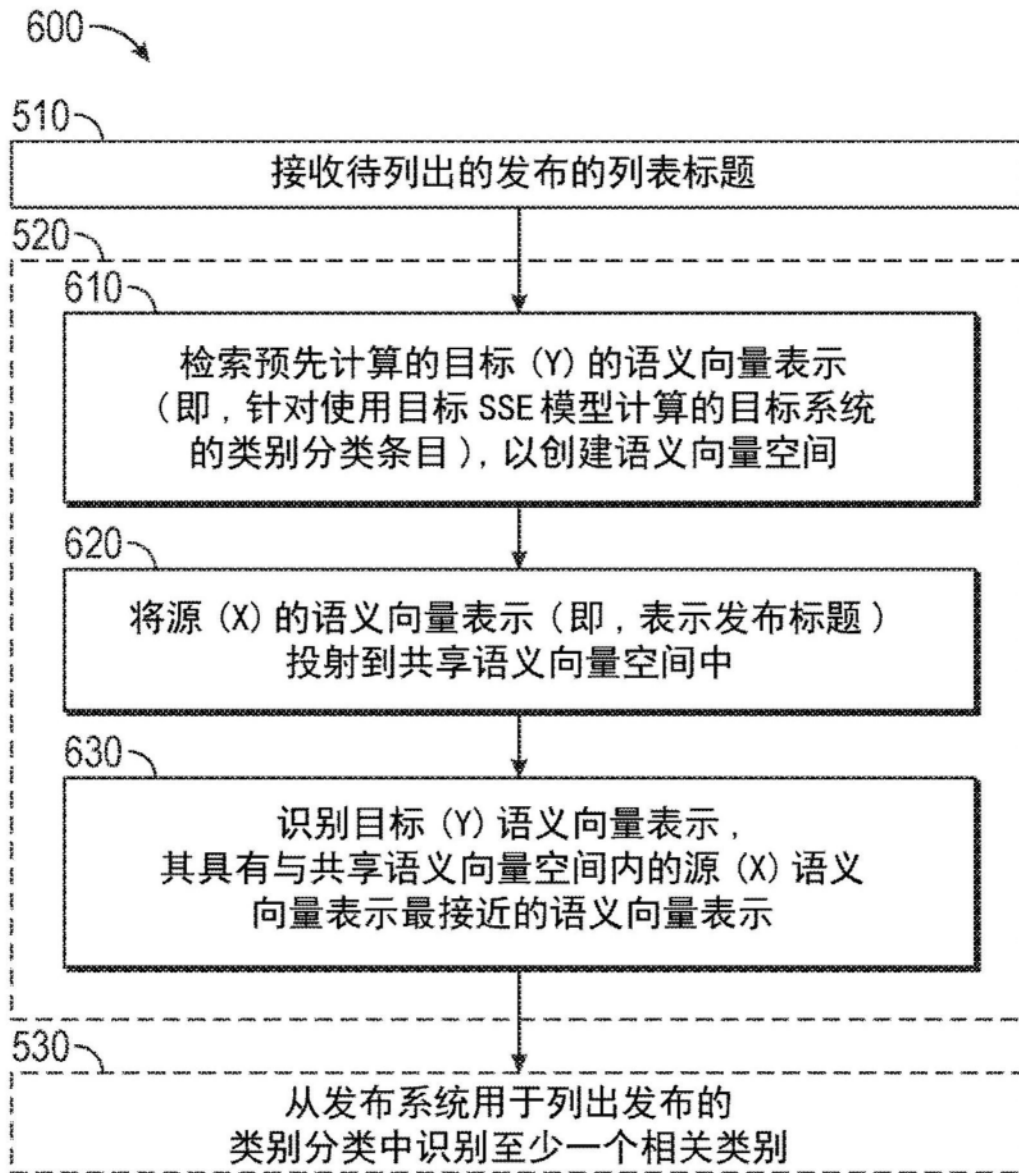 600
510
接收待列出的发布的列表标题
520
610
检索预先计算的目标(Y)的语义向量表示
(即,针对使用目标SSE模型计算的目标系统
的类别分类条目),以创建语义向量空间
620
将源(X)的语义向量表示(即,表示发布标题)
投射到共享语义向量空间中
630
识别目标(Y)语义向量表示,
其具有与共享语义向量空间内的源(X)语义
向量表示最接近的语义向量表示
530
从发布系统用于列出发布的
类别分类中识别至少一个相关类别